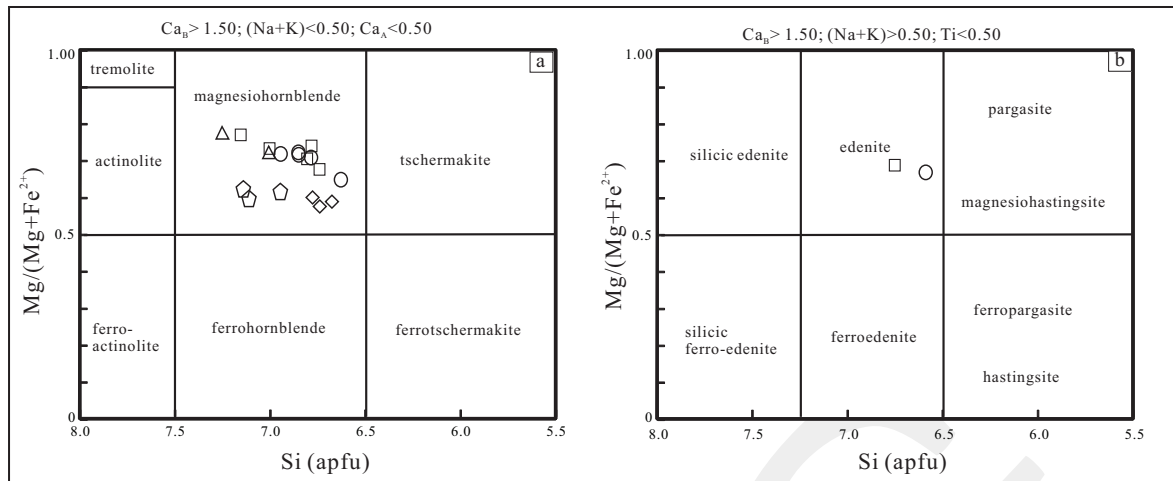 Ca_B> 1.50; (Na+K)<0.50; Ca_A<0.50
a
1.00
tremolite
magnesiohornblende
actinolite
tschermakite
0.5
ferro-
actinolite
ferrohornblende
ferrotschermakite
0
8.0 7.5 7.0 6.5 6.0 5.5
Si (apfu)
Mg/(Mg+Fe²⁺)
Ca_B> 1.50; (Na+K)>0.50; Ti<0.50
b
1.00
pargasite
silicic edenite
edenite
magnesiohastingsite
0.5
ferropargasite
silicic
ferro-edenite
ferroedenite
hastingsite
0
8.0 7.5 7.0 6.5 6.0 5.5
Si (apfu)
Mg/(Mg+Fe²⁺)